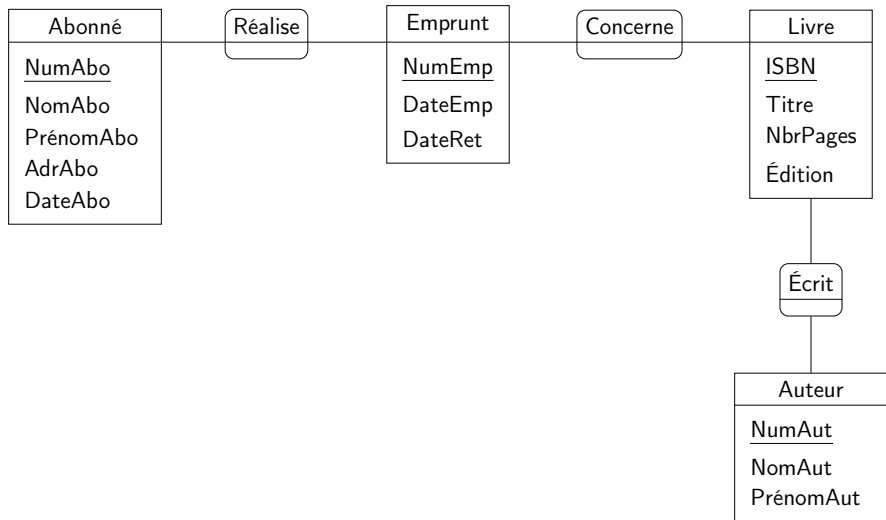 Abonné
NumAbo
NomAbo
PrénomAbo
AdrAbo
DateAbo
Réalise
Emprunt
NumEmp
DateEmp
DateRet
Concerne
Livre
ISBN
Titre
NbrPages
Édition
Écrit
Auteur
NumAut
NomAut
PrénomAut